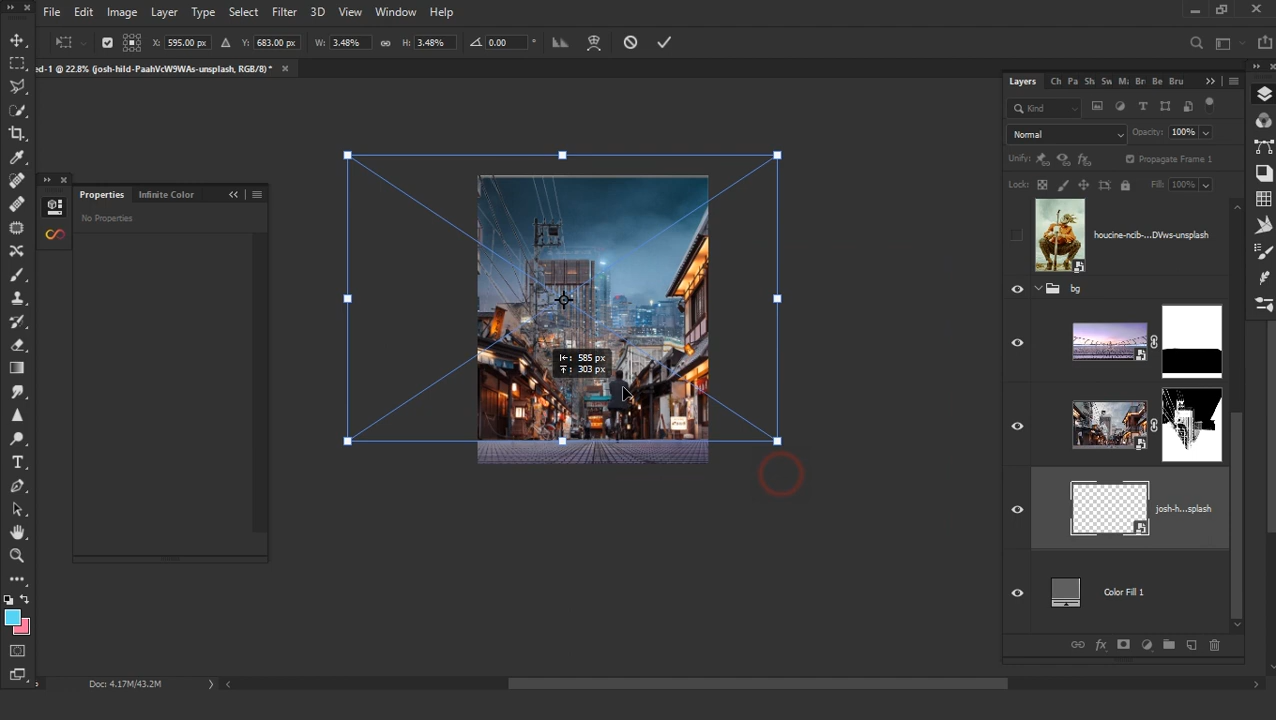 File Edit Image Layer Type Select Filter 3D View Window Help
X: 595.00 px Y: 683.00 px W: 3.48% H: 3.48% 0.00 °
ed-1 @ 22.8% (josh-hild-PaahVcW9WAs-unsplash, RGB/8) *
Properties Infinite Color
No Properties
585 px
303 px
Layers Ch Pa Sh Sw Br Be Bru
Kind
Normal Opacity: 100%
Unify: Propagate Frame 1
Lock: Fill: 100%
houcine-ncib-...DVws-unsplash
bg
josh-h...splash
Color Fill 1
Doc: 4.17M/43.2M